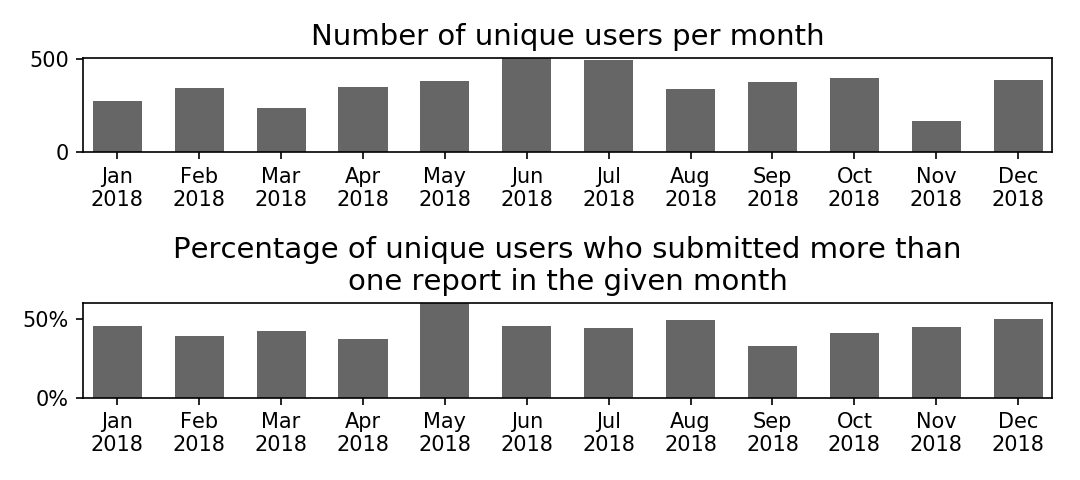 Number of unique users per month
500
0
Jan Feb Mar Apr May Jun Jul Aug Sep Oct Nov Dec
2018 2018 2018 2018 2018 2018 2018 2018 2018 2018 2018 2018
Percentage of unique users who submitted more than
one report in the given month
50%
0%
Jan Feb Mar Apr May Jun Jul Aug Sep Oct Nov Dec
2018 2018 2018 2018 2018 2018 2018 2018 2018 2018 2018 2018